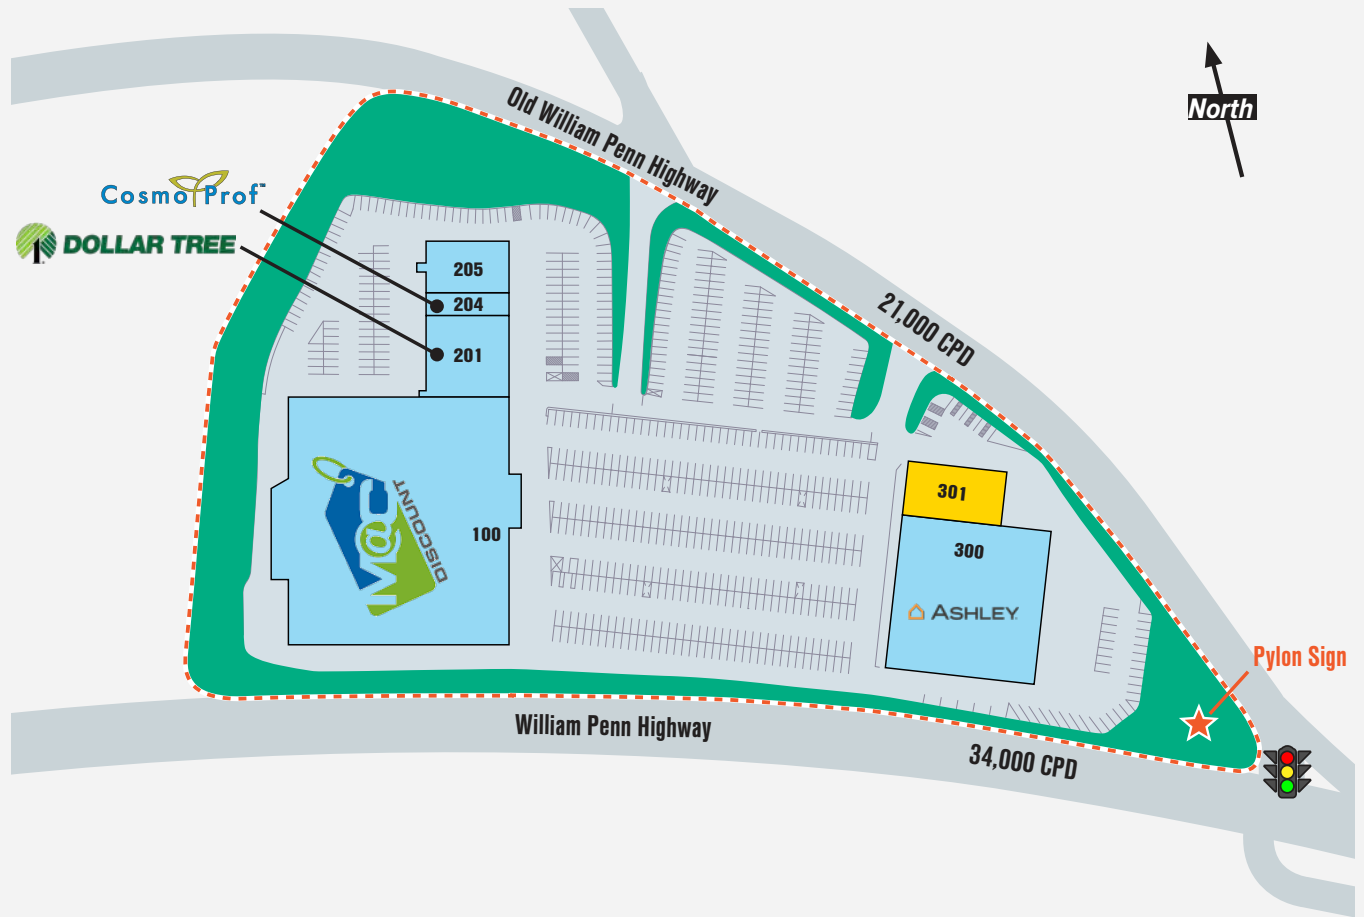 Old William Penn Highway
North
CosmoProf™
DOLLAR TREE
205
204
201
21,000 CPD
M@C
DISCOUNT
100
301
300
ASHLEY
Pylon Sign
William Penn Highway
34,000 CPD